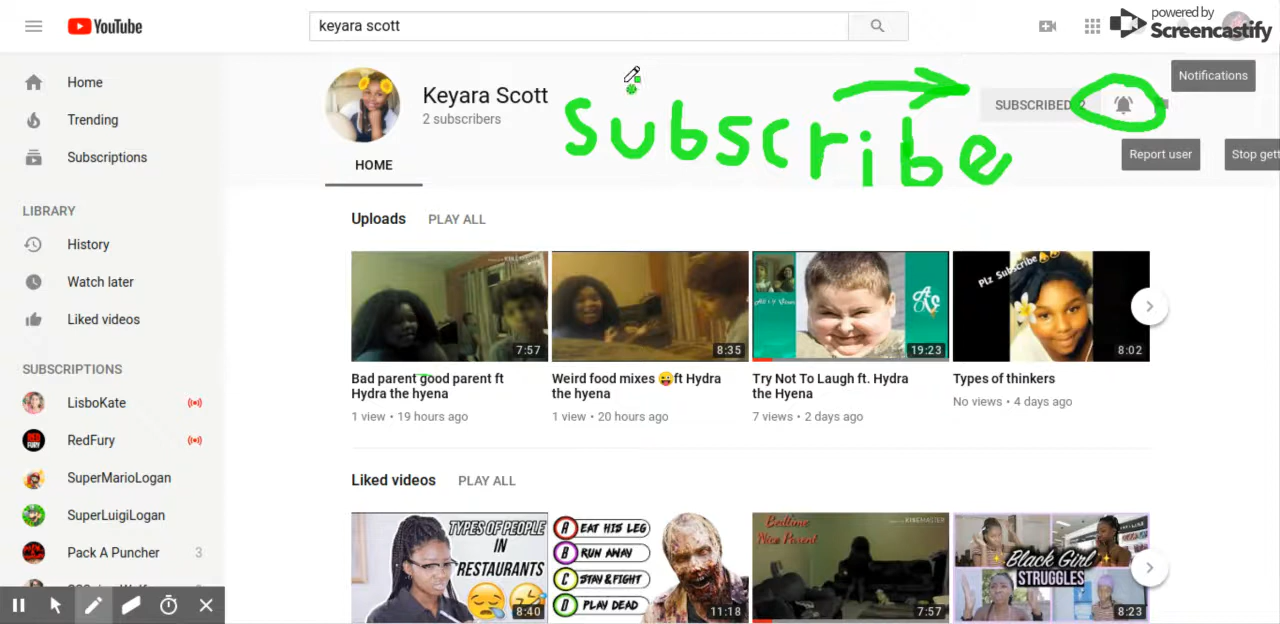 YouTube
keyara scott
powered by
Screencastify
Home
Trending
Subscriptions
LIBRARY
History
Watch later
Liked videos
SUBSCRIPTIONS
LisboKate
RedFury
SuperMarioLogan
SuperLuigiLogan
Pack A Puncher 3
Keyara Scott
2 subscribers
Subscribe
SUBSCRIBED 2
Notifications
Report user
Stop gett
HOME
Uploads PLAY ALL
7:57
8:35
19:23
Plz Subscribe
8:02
Bad parent good parent ft
Hydra the hyena
1 view • 19 hours ago
Weird food mixes 😜ft Hydra
the hyena
1 view • 20 hours ago
Try Not To Laugh ft. Hydra
the Hyena
7 views • 2 days ago
Types of thinkers
No views • 4 days ago
Liked videos PLAY ALL
TYPES OF PEOPLE
IN
RESTAURANTS
8:40
A EAT HIS LEG
B RUN AWAY
C STAY & FIGHT
D PLAY DEAD
11:18
Bedtime
Wice Parent
KINEMASTER
7:57
BLACK GIRL
STRUGGLES
8:23